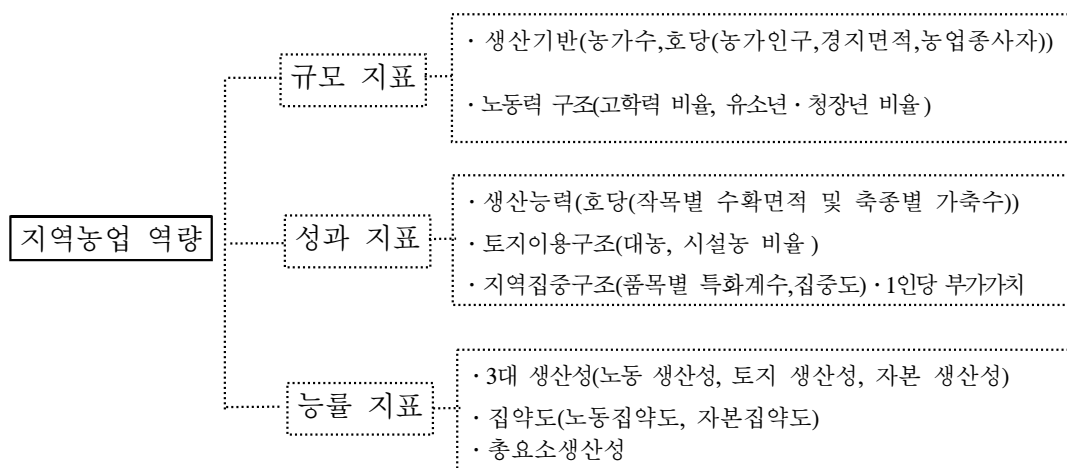 · 생산기반(농가수,호당(농가인구,경지면적,농업종사자))
규모 지표
· 노동력 구조(고학력 비율, 유소년 · 청장년 비율 )
· 생산능력(호당(작목별 수확면적 및 축종별 가축수))
지역농업 역량
성과 지표
· 토지이용구조(대농, 시설농 비율 )
· 지역집중구조(품목별 특화계수,집중도) · 1인당 부가가치
· 3대 생산성(노동 생산성, 토지 생산성, 자본 생산성)
능률 지표
· 집약도(노동집약도, 자본집약도)
· 총요소생산성